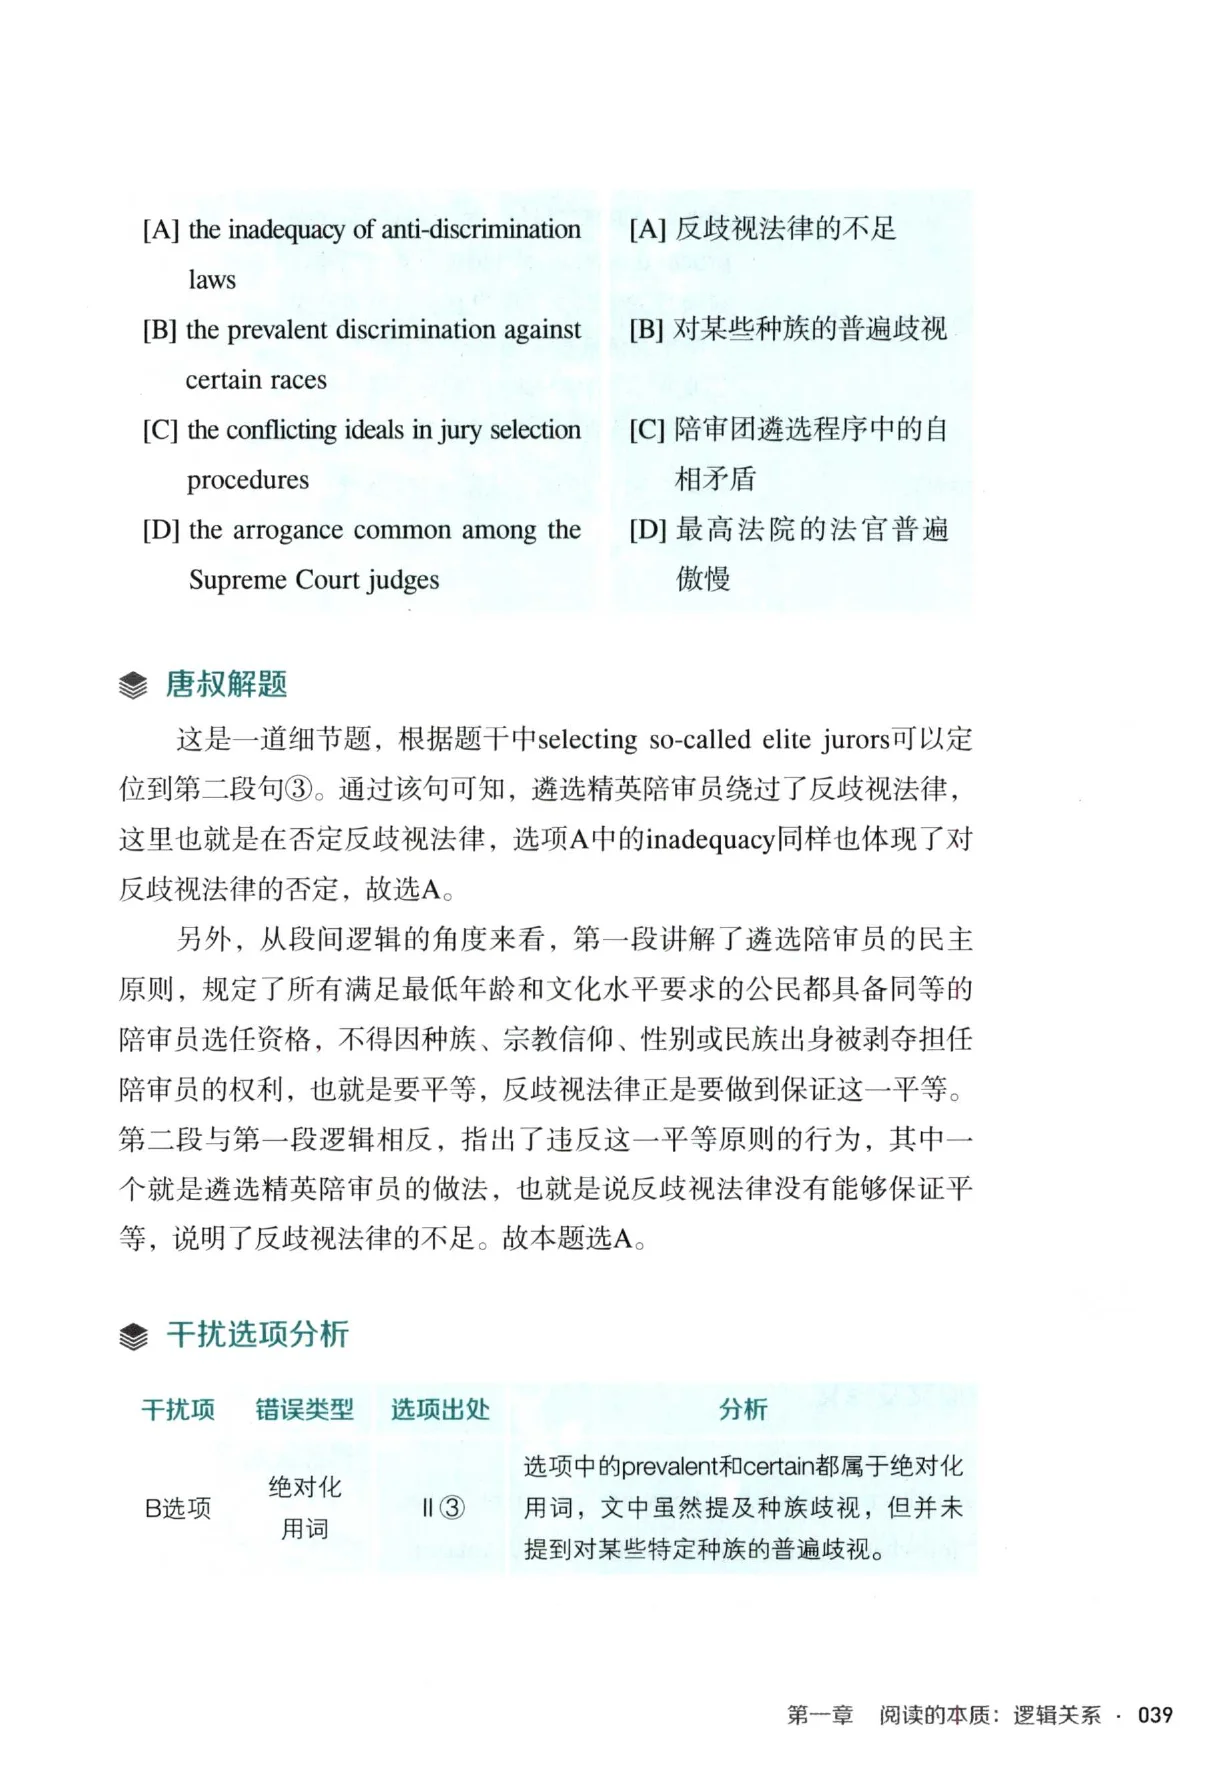 [A] the inadequacy of anti-discrimination
laws
[B] the prevalent discrimination against
certain races
[C] the conflicting ideals in jury selection
procedures
[D] the arrogance common among the
Supreme Court judges
[A] 反歧视法律的不足
[B] 对某些种族的普遍歧视
[C] 陪审团遴选程序中的自
相矛盾
[D] 最高法院的法官普遍
傲慢
唐叔解题
这是一道细节题，根据题干中selecting so-called elite jurors可以定
位到第二段句③。通过该句可知，遴选精英陪审员绕过了反歧视法律，
这里也就是在否定反歧视法律，选项A中的inadequacy同样也体现了对
反歧视法律的否定，故选A。
另外，从段间逻辑的角度来看，第一段讲解了遴选陪审员的民主
原则，规定了所有满足最低年龄和文化水平要求的公民都具备同等的
陪审员选任资格，不得因种族、宗教信仰、性别或民族出身被剥夺担任
陪审员的权利，也就是要平等，反歧视法律正是要做到保证这一平等。
第二段与第一段逻辑相反，指出了违反这一平等原则的行为，其中一
个就是遴选精英陪审员的做法，也就是说反歧视法律没有能够保证平
等，说明了反歧视法律的不足。故本题选A。
干扰选项分析
干扰项 错误类型 选项出处 分析
B选项
绝对化
用词
Ⅱ③
选项中的prevalent和certain都属于绝对化
用词，文中虽然提及种族歧视，但并未
提到对某些特定种族的普遍歧视。
第一章 阅读的本质：逻辑关系 · 039